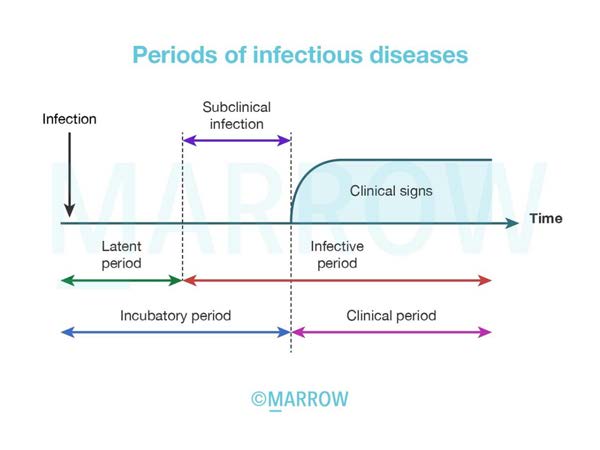 Periods of infectious diseases
Subclinical
infection
Infection
Clinical signs
Time
Latent
period
Infective
period
Incubatory period
Clinical period
MARROW
©MARROW